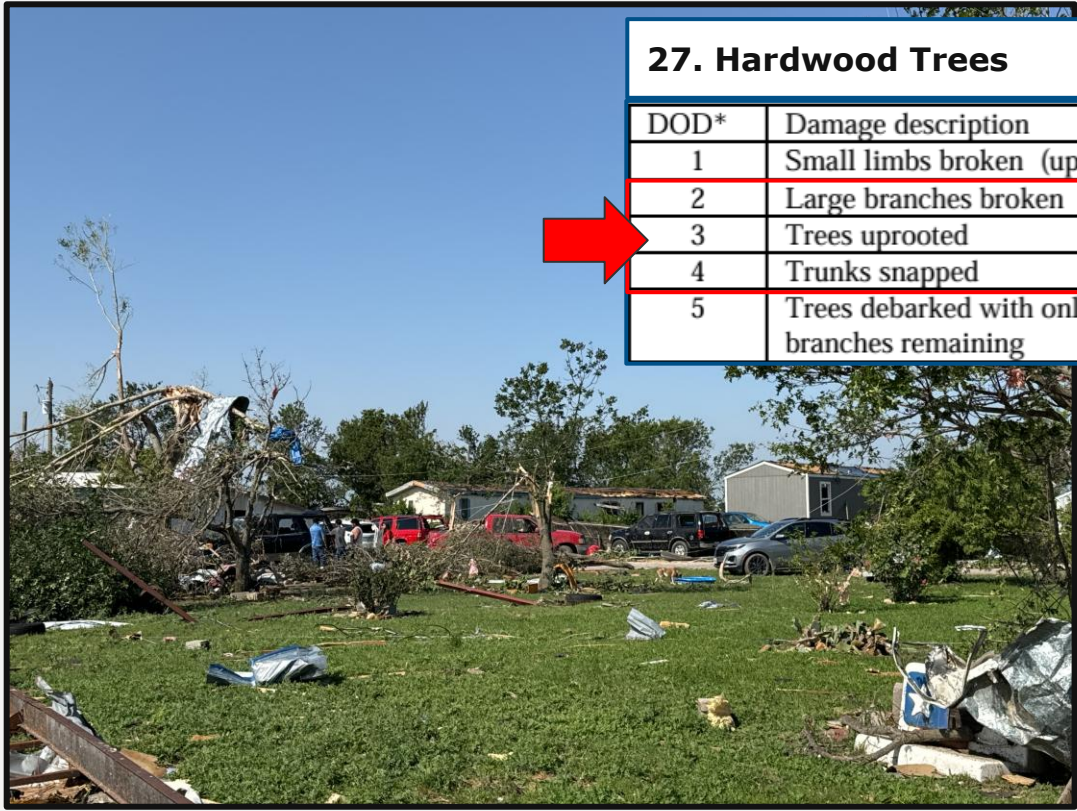 27. Hardwood Trees
DOD* Damage description
1 Small limbs broken (up
2 Large branches broken
3 Trees uprooted
4 Trunks snapped
5 Trees debarked with onl
branches remaining